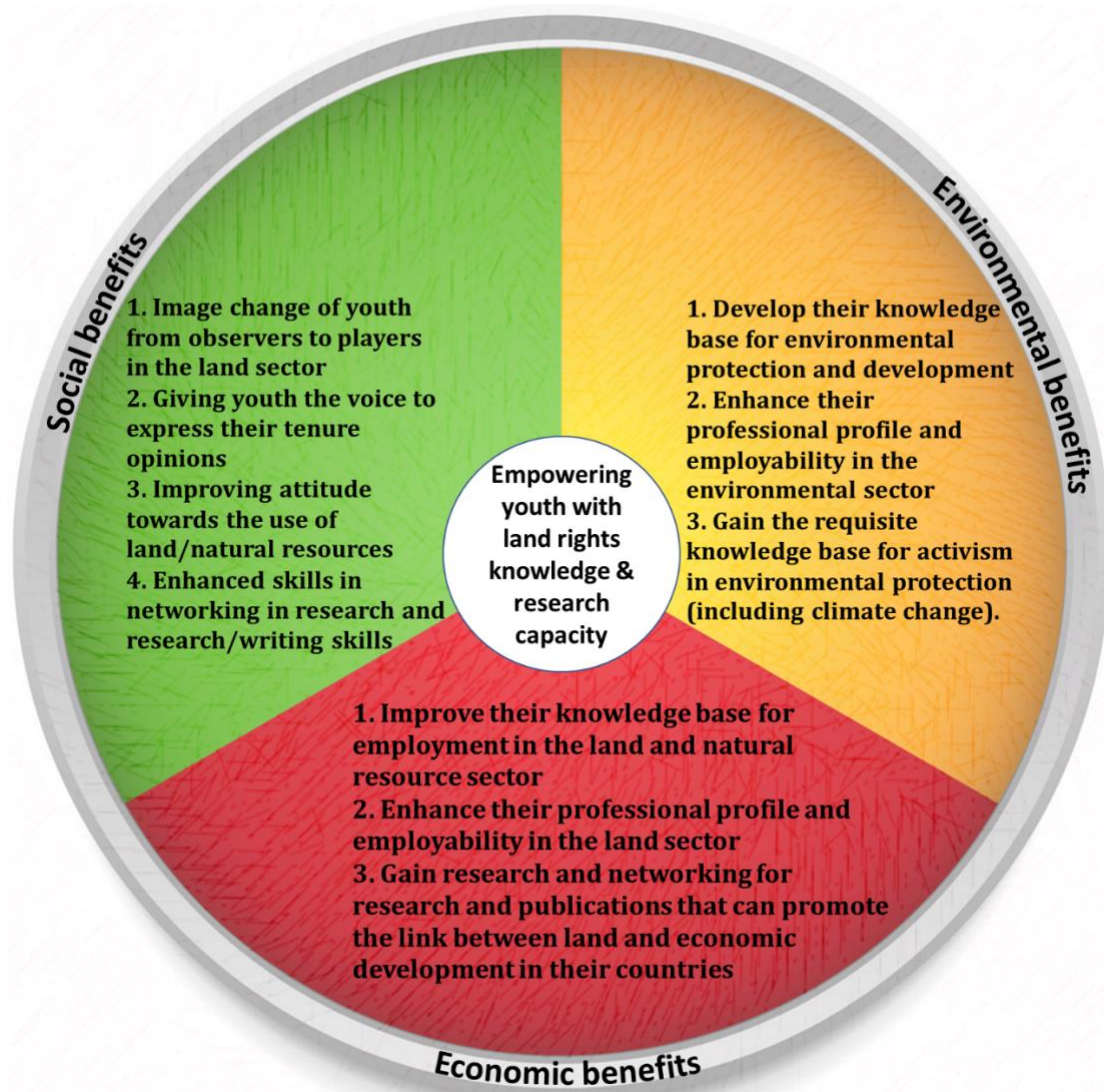 Social benefits
1. Image change of youth
from observers to players
in the land sector
2. Giving youth the voice to
express their tenure
opinions
3. Improving attitude
towards the use of
land/natural resources
4. Enhanced skills in
networking in research and
research/writing skills
Environmental benefits
1. Develop their knowledge
base for environmental
protection and development
2. Enhance their
professional profile and
employability in the
environmental sector
3. Gain the requisite
knowledge base for activism
in environmental protection
(including climate change).
Empowering
youth with
land rights
knowledge &
research
capacity
1. Improve their knowledge base for
employment in the land and natural
resource sector
2. Enhance their professional profile and
employability in the land sector
3. Gain research and networking for
research and publications that can promote
the link between land and economic
development in their countries
Economic benefits